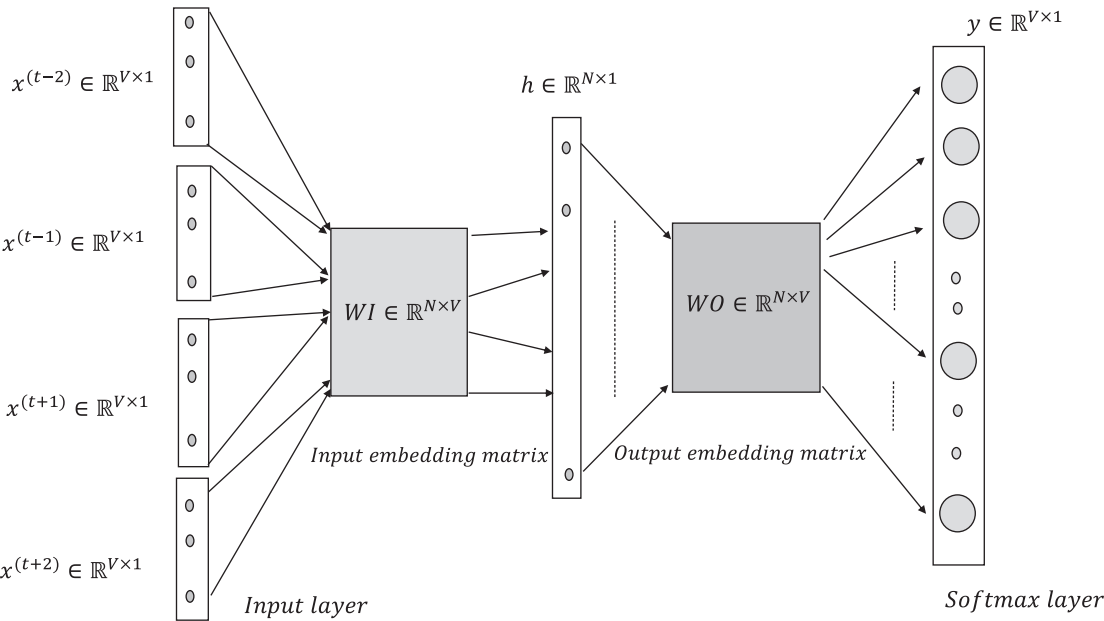 x^(t−2) ∈ ℝ^V×1
x^(t−1) ∈ ℝ^V×1
x^(t+1) ∈ ℝ^V×1
x^(t+2) ∈ ℝ^V×1
Input layer
WI ∈ ℝ^N×V
Input embedding matrix
h ∈ ℝ^N×1
WO ∈ ℝ^N×V
Output embedding matrix
y ∈ ℝ^V×1
Softmax layer